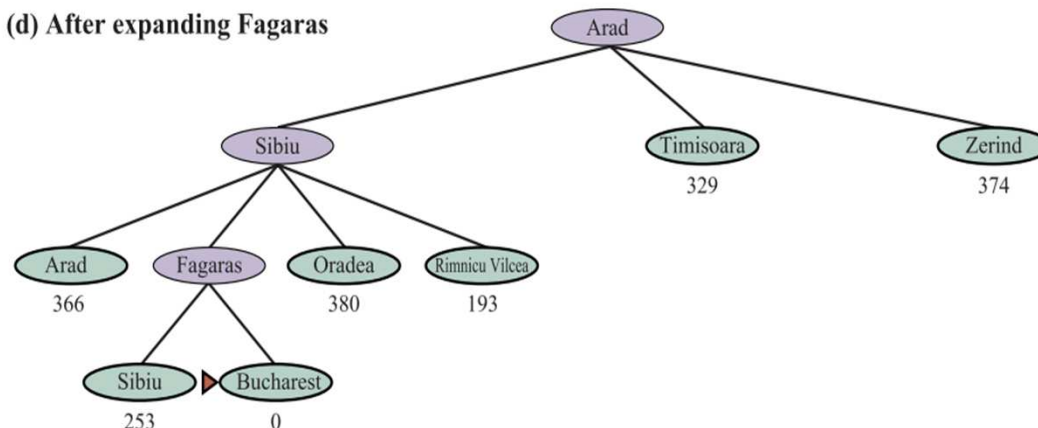 (d) After expanding Fagaras
Arad
Sibiu
Timisoara
Zerind
329
374
Arad
Fagaras
Oradea
Rimnicu Vilcea
366
380
193
Sibiu
Bucharest
253
0